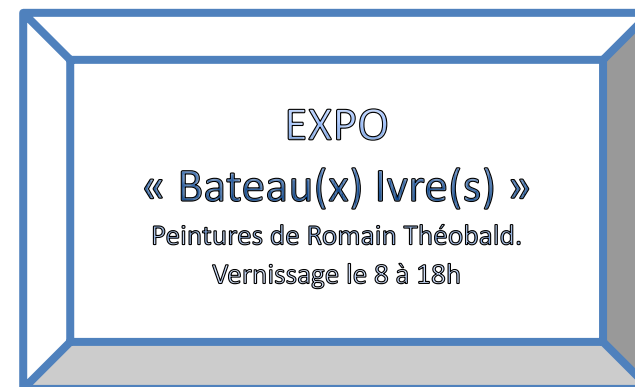 EXPO
« Bateau(x) Ivre(s) »
Peintures de Romain Théobald.
Vernissage le 8 à 18h